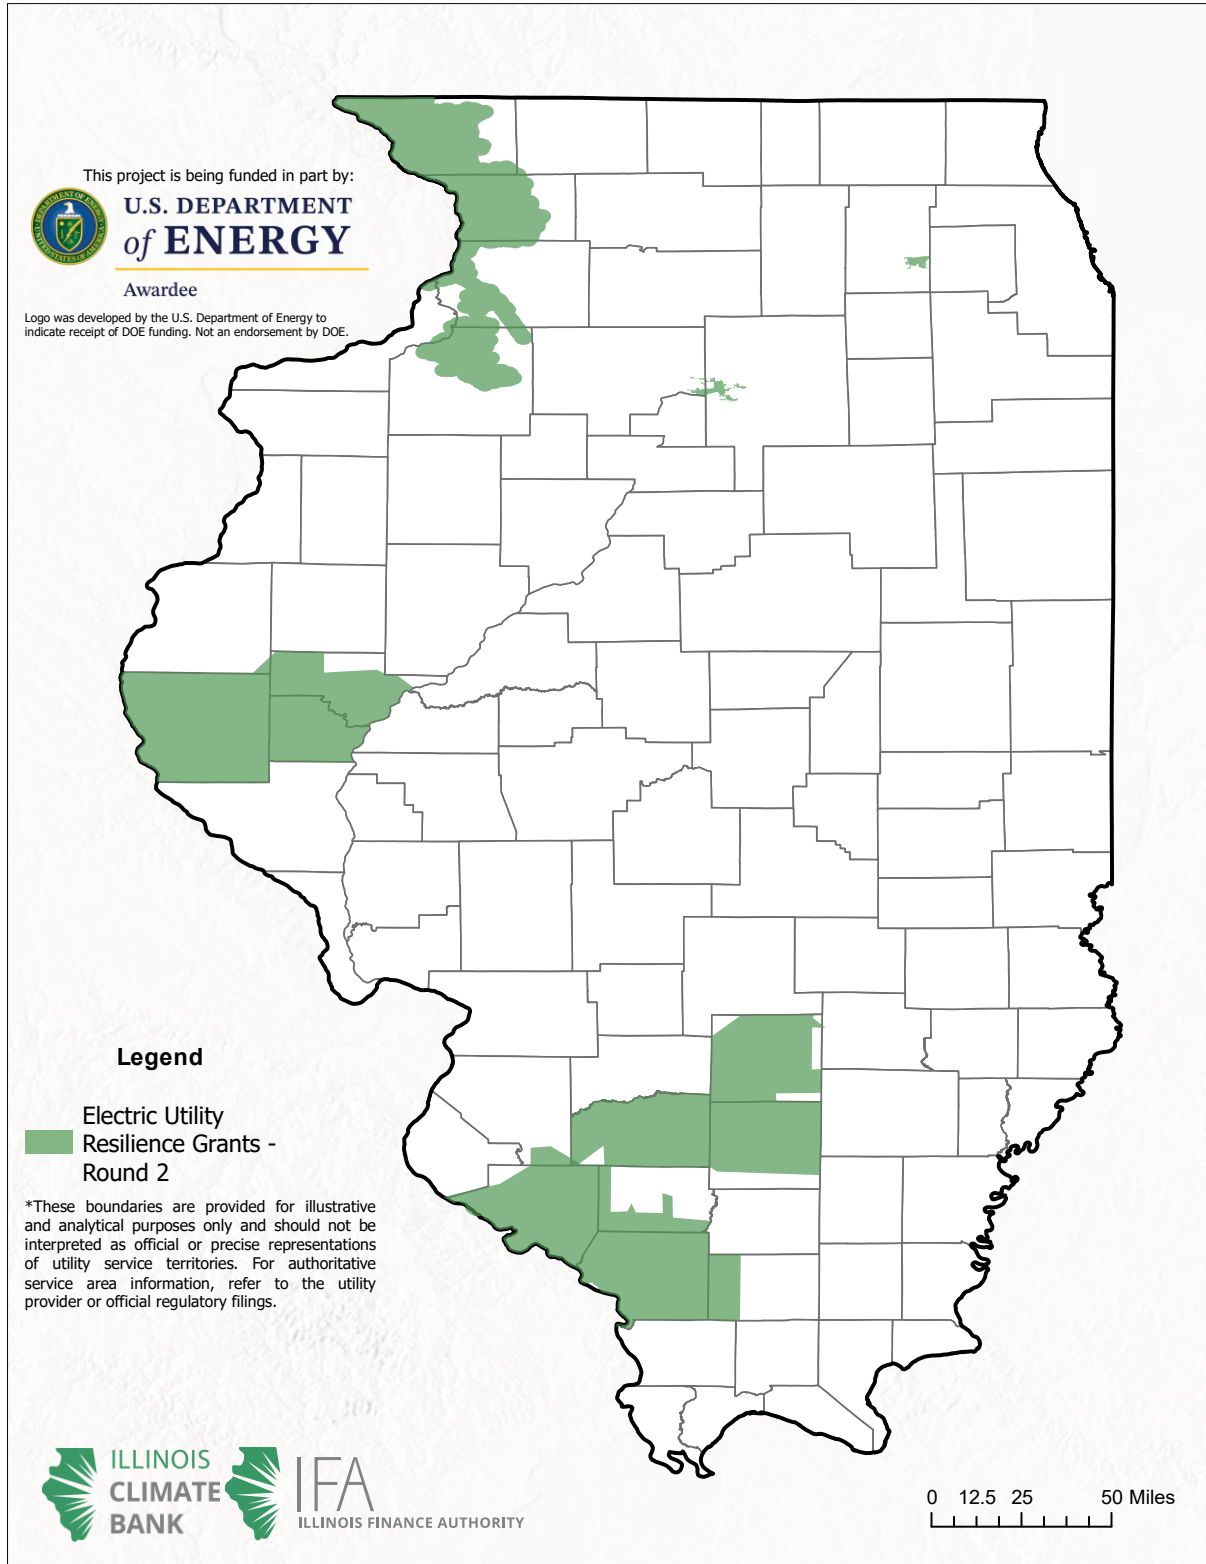 This project is being funded in part by:
U.S. DEPARTMENT
of ENERGY
Awardee
Logo was developed by the U.S. Department of Energy to
indicate receipt of DOE funding. Not an endorsement by DOE.
Legend
Electric Utility
Resilience Grants -
Round 2
*These boundaries are provided for illustrative
and analytical purposes only and should not be
interpreted as official or precise representations
of utility service territories. For authoritative
service area information, refer to the utility
provider or official regulatory filings.
ILLINOIS
CLIMATE
BANK
IFA
ILLINOIS FINANCE AUTHORITY
0 12.5 25 50 Miles